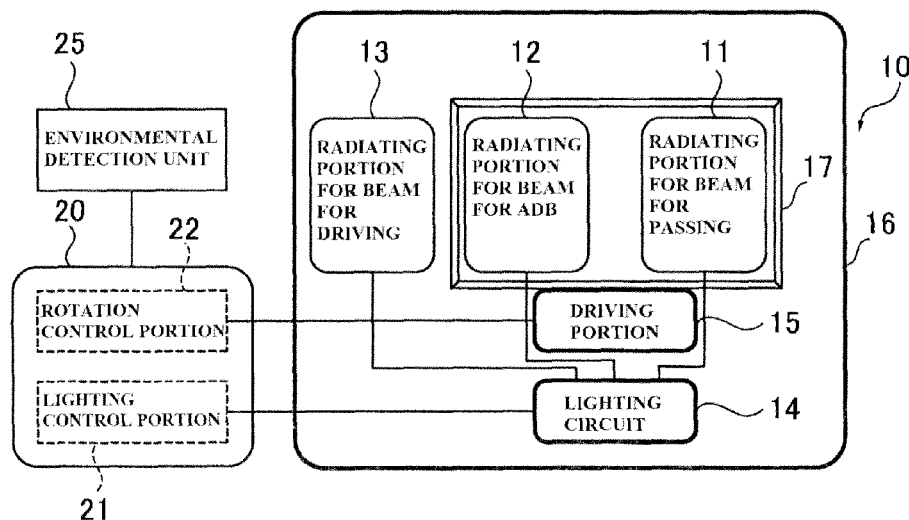 25
ENVIRONMENTAL
DETECTION UNIT
20
22
ROTATION
CONTROL PORTION
LIGHTING
CONTROL PORTION
21
13
RADIATING
PORTION
FOR BEAM
FOR
DRIVING
12
RADIATING
PORTION
FOR BEAM
FOR ADB
11
RADIATING
PORTION
FOR BEAM
FOR
PASSING
10
17
16
DRIVING
PORTION
15
LIGHTING
CIRCUIT
14